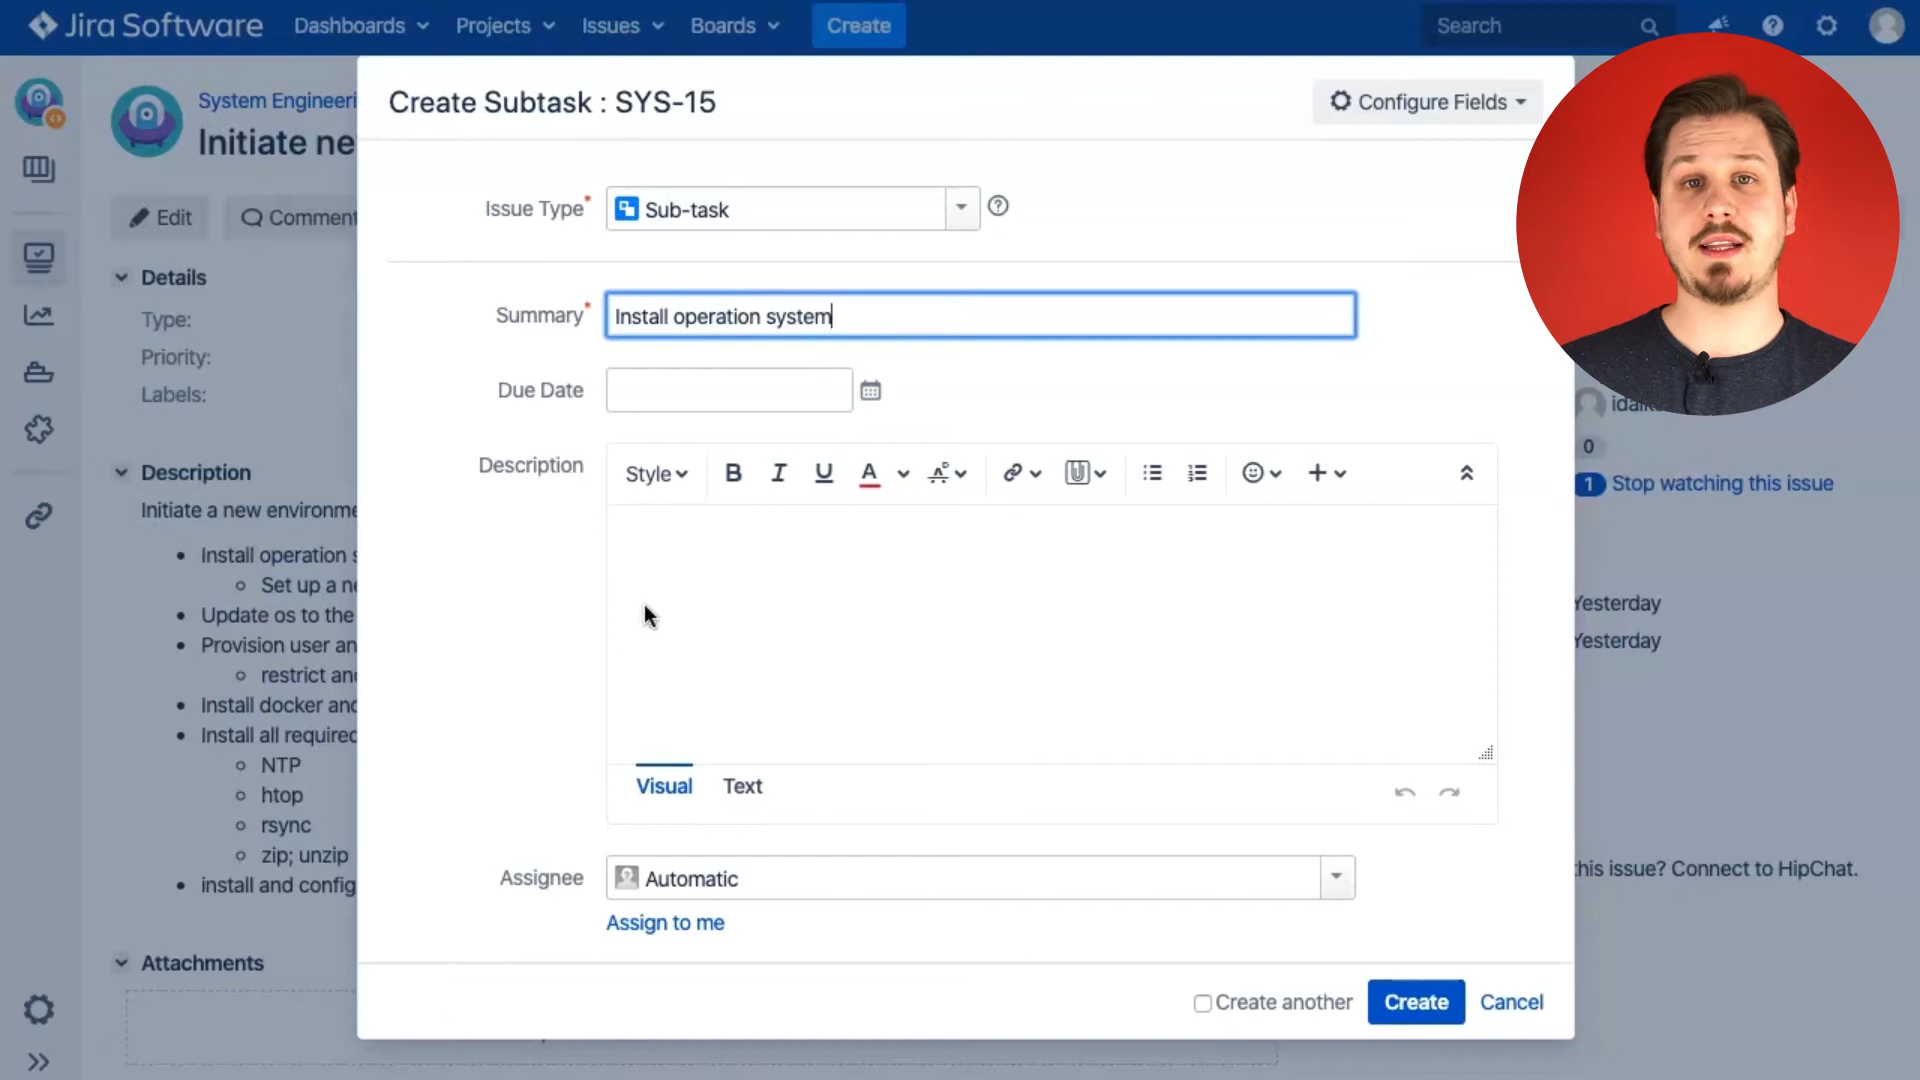 Jira Software Dashboards Projects Issues Boards Create Search
Create Subtask : SYS-15
Configure Fields
System Engineeri
Initiate ne
Edit
Comment
Issue Type*
Sub-task
Details
Type:
Priority:
Labels:
Summary*
Install operation system
Due Date
Description
Style
B I U A
0
1 Stop watching this issue
Description
Initiate a new environme
Install operation s
Set up a ne
Update os to the
Provision user an
restrict and
Install docker and
Install all required
NTP
htop
rsync
zip; unzip
install and config
Yesterday
Yesterday
Visual Text
Assignee
Automatic
Assign to me
this issue? Connect to HipChat.
Attachments
Create another
Create
Cancel